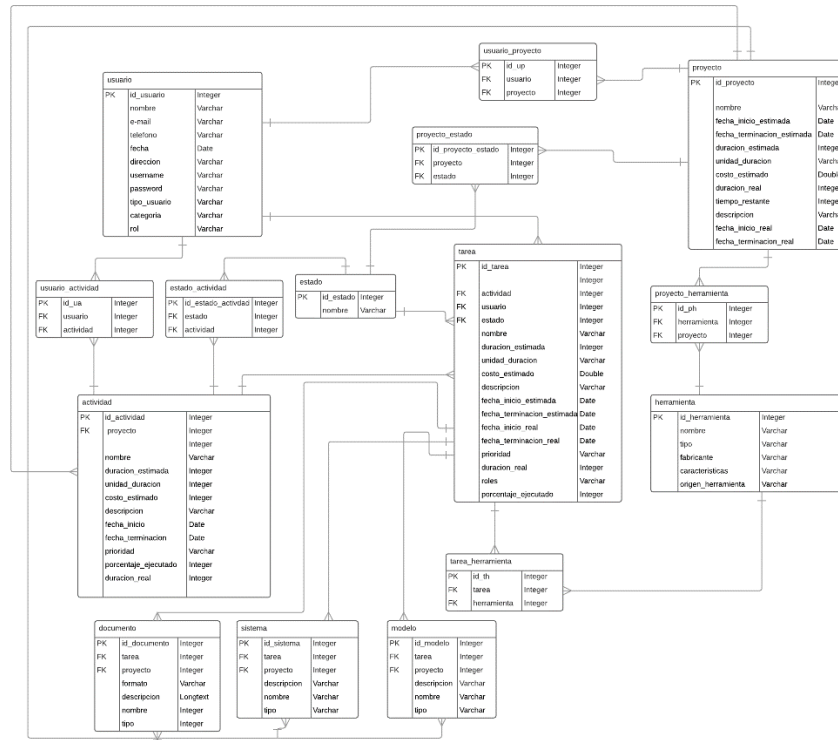 usuario_proyecto
PK id_up Integer
FK usuario Integer
FK proyecto Integer
proyecto
PK id_proyecto Integer
nombre Varcha
fecha_inicio_estimada Date
fecha_terminacion_estimada Date
duracion_estimada Intege
unidad_duracion Varcha
costo_estimado Double
duracion_real Intege
tiempo_restante Intege
descripcion Varcha
fecha_inicio_real Date
fecha_terminacion_real Date
usuario
PK id_usuario Integer
nombre Varchar
e-mail Varchar
telefono Varchar
fecha Date
direccion Varchar
username Varchar
password Varchar
tipo_usuario Varchar
categoria Varchar
rol Varchar
proyecto_estado
PK id_proyecto_estado Integer
FK proyecto Integer
FK estado Integer
tarea
PK id_tarea Integer
Integer
FK actividad Integer
FK usuario Integer
FK estado Integer
nombre Varchar
duracion_estimada Integer
unidad_duracion Varchar
costo_estimado Double
descripcion Varchar
fecha_inicio_estimada Date
fecha_terminacion_estimada Date
fecha_inicio_real Date
fecha_terminacion_real Date
prioridad Varchar
duracion_real Integer
roles Varchar
porcentaje_ejecutado Integer
usuario_actividad
PK id_ua Integer
FK usuario Integer
FK actividad Integer
estado_actividad
PK id_estado_activdad Integer
FK estado Integer
FK actividad Integer
estado
PK id_estado Integer
nombre Varchar
proyecto_herramienta
PK id_ph Integer
FK herramienta Integer
FK proyecto Integer
actividad
PK id_actividad Integer
FK proyecto Integer
Integer
nombre Varchar
duracion_estimada Integer
unidad_duracion Integer
costo_estimado Integer
descripcion Varchar
fecha_inicio Date
fecha_terminacion Date
prioridad Varchar
porcentaje_ejecutado Integer
duracion_real Integer
herramienta
PK id_herramienta Integer
nombre Varchar
tipo Varchar
fabricante Varchar
caracteristicas Varchar
origen_herramienta Varchar
tarea_herramienta
PK id_th Integer
FK tarea Integer
FK herramienta Integer
documento
PK id_documento Integer
FK tarea Integer
FK proyecto Integer
formato Varchar
descripcion Longtext
nombre Integer
tipo Integer
sistema
PK id_sistema Integer
FK tarea Integer
FK proyecto Integer
descripcion Varchar
nombre Varchar
tipo Varchar
modelo
PK id_modelo Integer
FK tarea Integer
FK proyecto Integer
descripcion Varchar
nombre Varchar
tipo Varchar